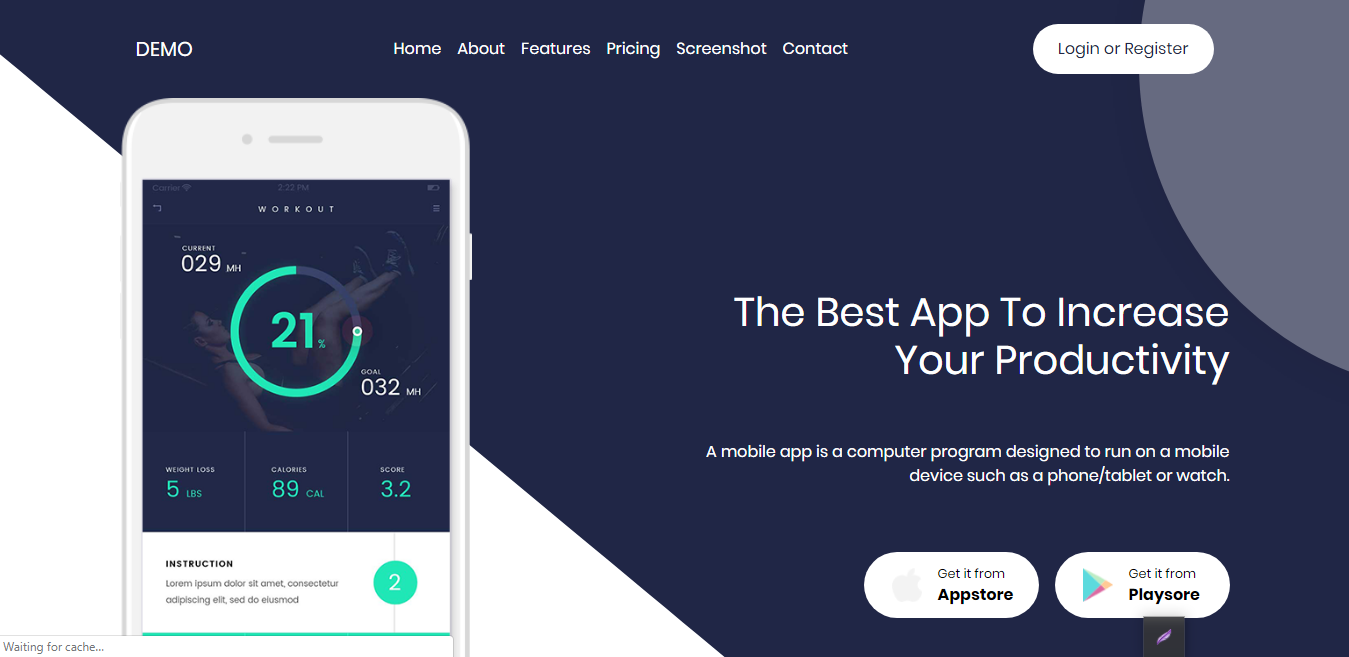 DEMO
Home About Features Pricing Screenshot Contact
Login or Register
Carrier 2:22 PM
WORKOUT
CURRENT
029 MH
21%
GOAL
032 MH
WEIGHT LOSS
5 LBS
CALORIES
89 CAL
SCORE
3.2
INSTRUCTION
Lorem ipsum dolor sit amet, consectetur
adipiscing elit, sed do eiusmod
2
The Best App To Increase
Your Productivity
A mobile app is a computer program designed to run on a mobile
device such as a phone/tablet or watch.
Get it from
Appstore
Get it from
Playsore
Waiting for cache...